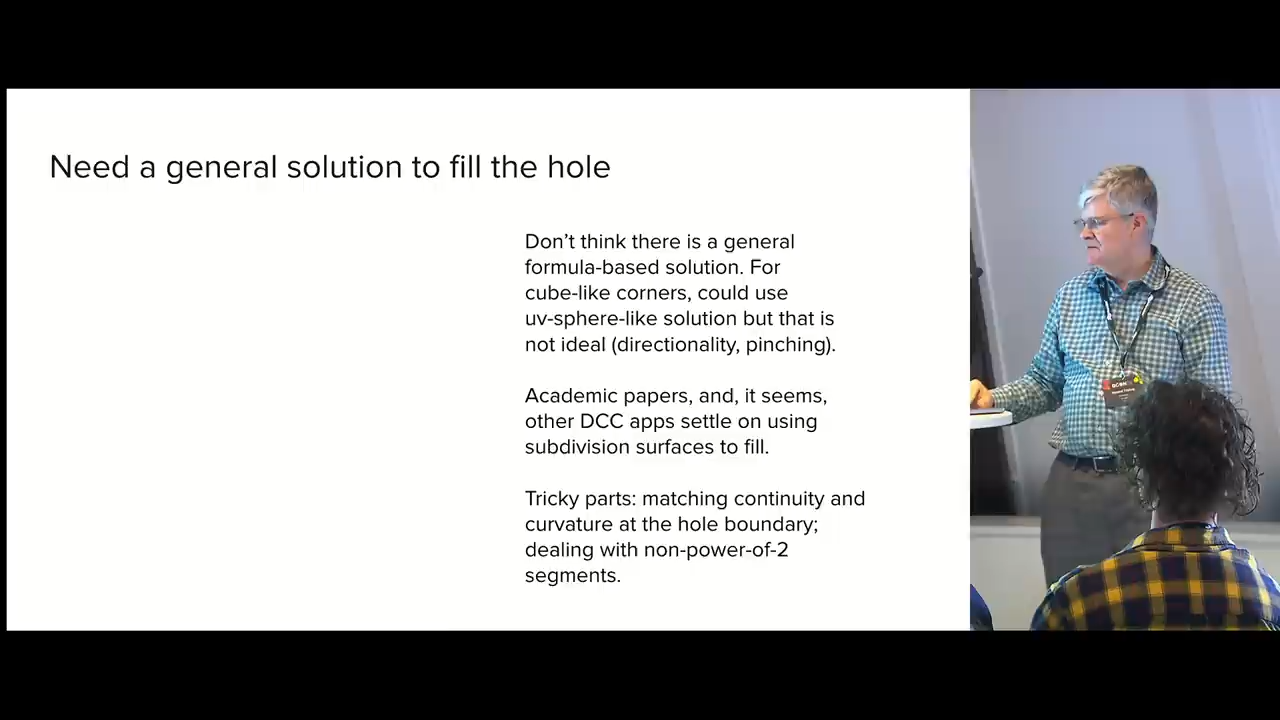 Need a general solution to fill the hole
Don’t think there is a general
formula-based solution. For
cube-like corners, could use
uv-sphere-like solution but that is
not ideal (directionality, pinching).
Academic papers, and, it seems,
other DCC apps settle on using
subdivision surfaces to fill.
Tricky parts: matching continuity and
curvature at the hole boundary;
dealing with non-power-of-2
segments.